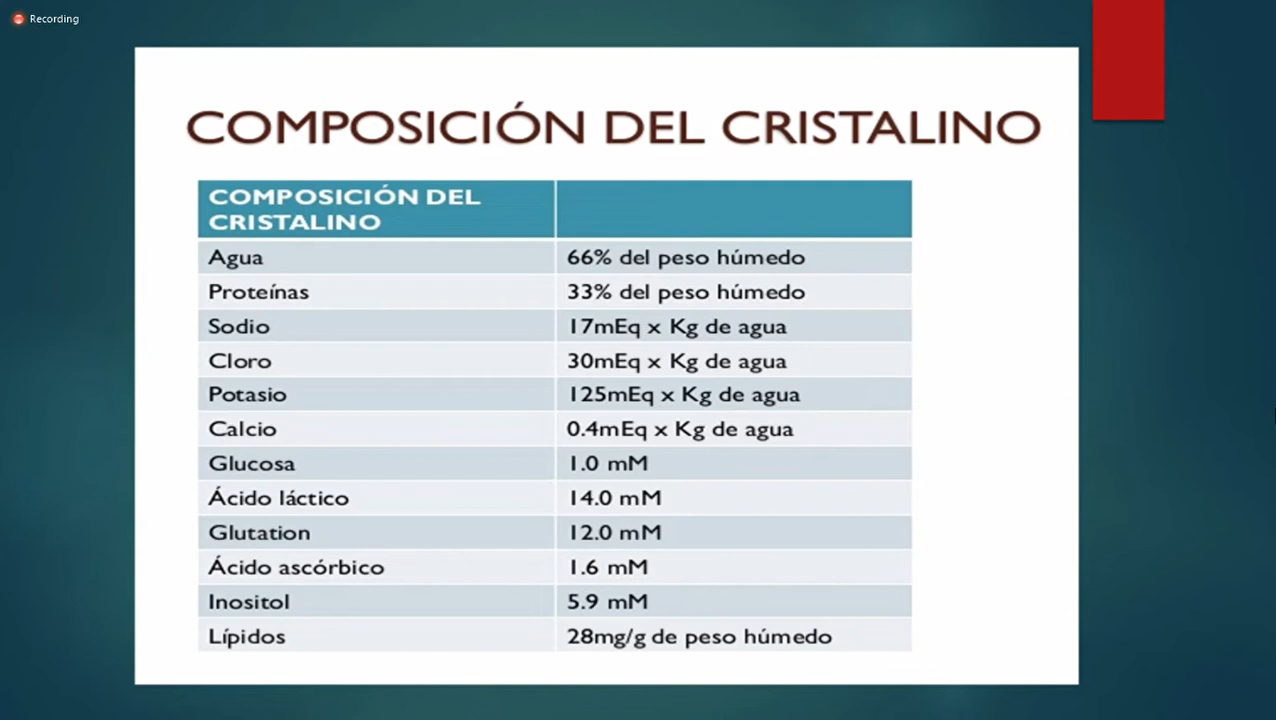 Recording
COMPOSICIÓN DEL CRISTALINO
COMPOSICIÓN DEL
CRISTALINO
Agua 66% del peso húmedo
Proteínas 33% del peso húmedo
Sodio 17mEq x Kg de agua
Cloro 30mEq x Kg de agua
Potasio 125mEq x Kg de agua
Calcio 0.4mEq x Kg de agua
Glucosa 1.0 mM
Ácido láctico 14.0 mM
Glutation 12.0 mM
Ácido ascórbico 1.6 mM
Inositol 5.9 mM
Lípidos 28mg/g de peso húmedo